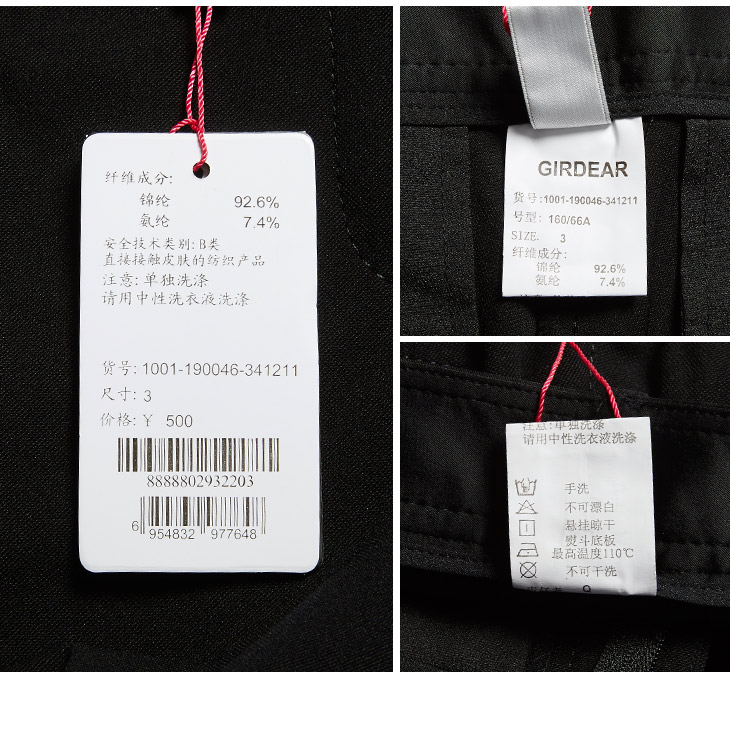 纤维成分:
锦纶 92.6%
氨纶 7.4%
安全技术类别: B类
直接接触皮肤的纺织产品
注意: 单独洗涤
请用中性洗衣液洗涤
货号: 1001-190046-341211
尺寸: 3
价格: ¥ 500
8888802932203
6 954832 977648
GIRDEAR
货号:1001-190046-341211
号型: 160/66A
SIZE. 3
纤维成分:
锦纶 92.6%
氨纶 7.4%
注意:单独洗涤
请用中性洗衣液洗涤
手洗
不可漂白
悬挂晾干
熨斗底板
最高温度110℃
不可干洗